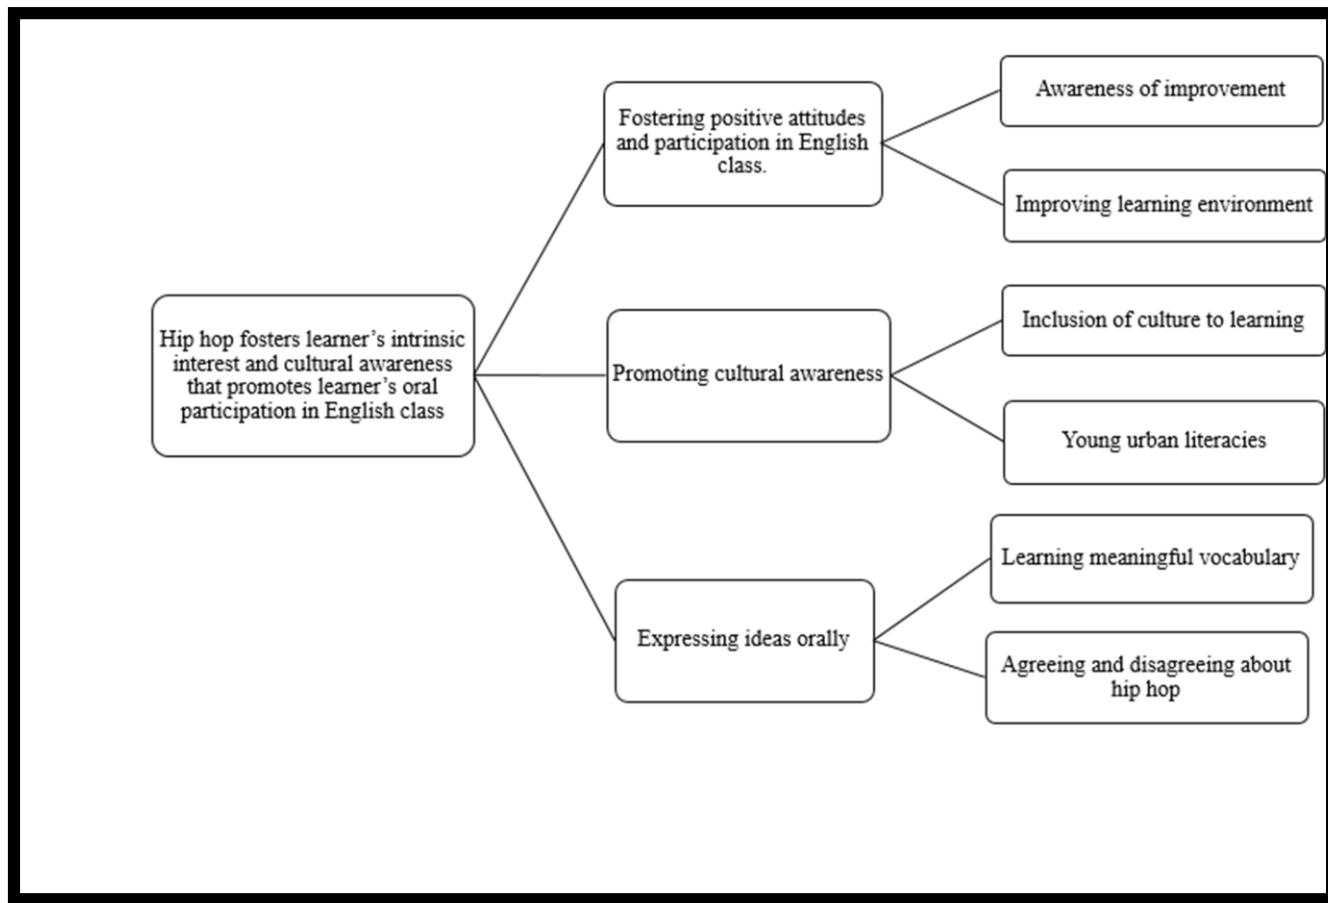 Hip hop fosters learner’s intrinsic
interest and cultural awareness
that promotes learner’s oral
participation in English class
Fostering positive attitudes
and participation in English
class.
Awareness of improvement
Improving learning environment
Promoting cultural awareness
Inclusion of culture to learning
Young urban literacies
Expressing ideas orally
Learning meaningful vocabulary
Agreeing and disagreeing about
hip hop